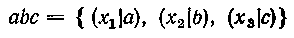 abc = { (x₁|a), (x₂|b), (x₃|c)}